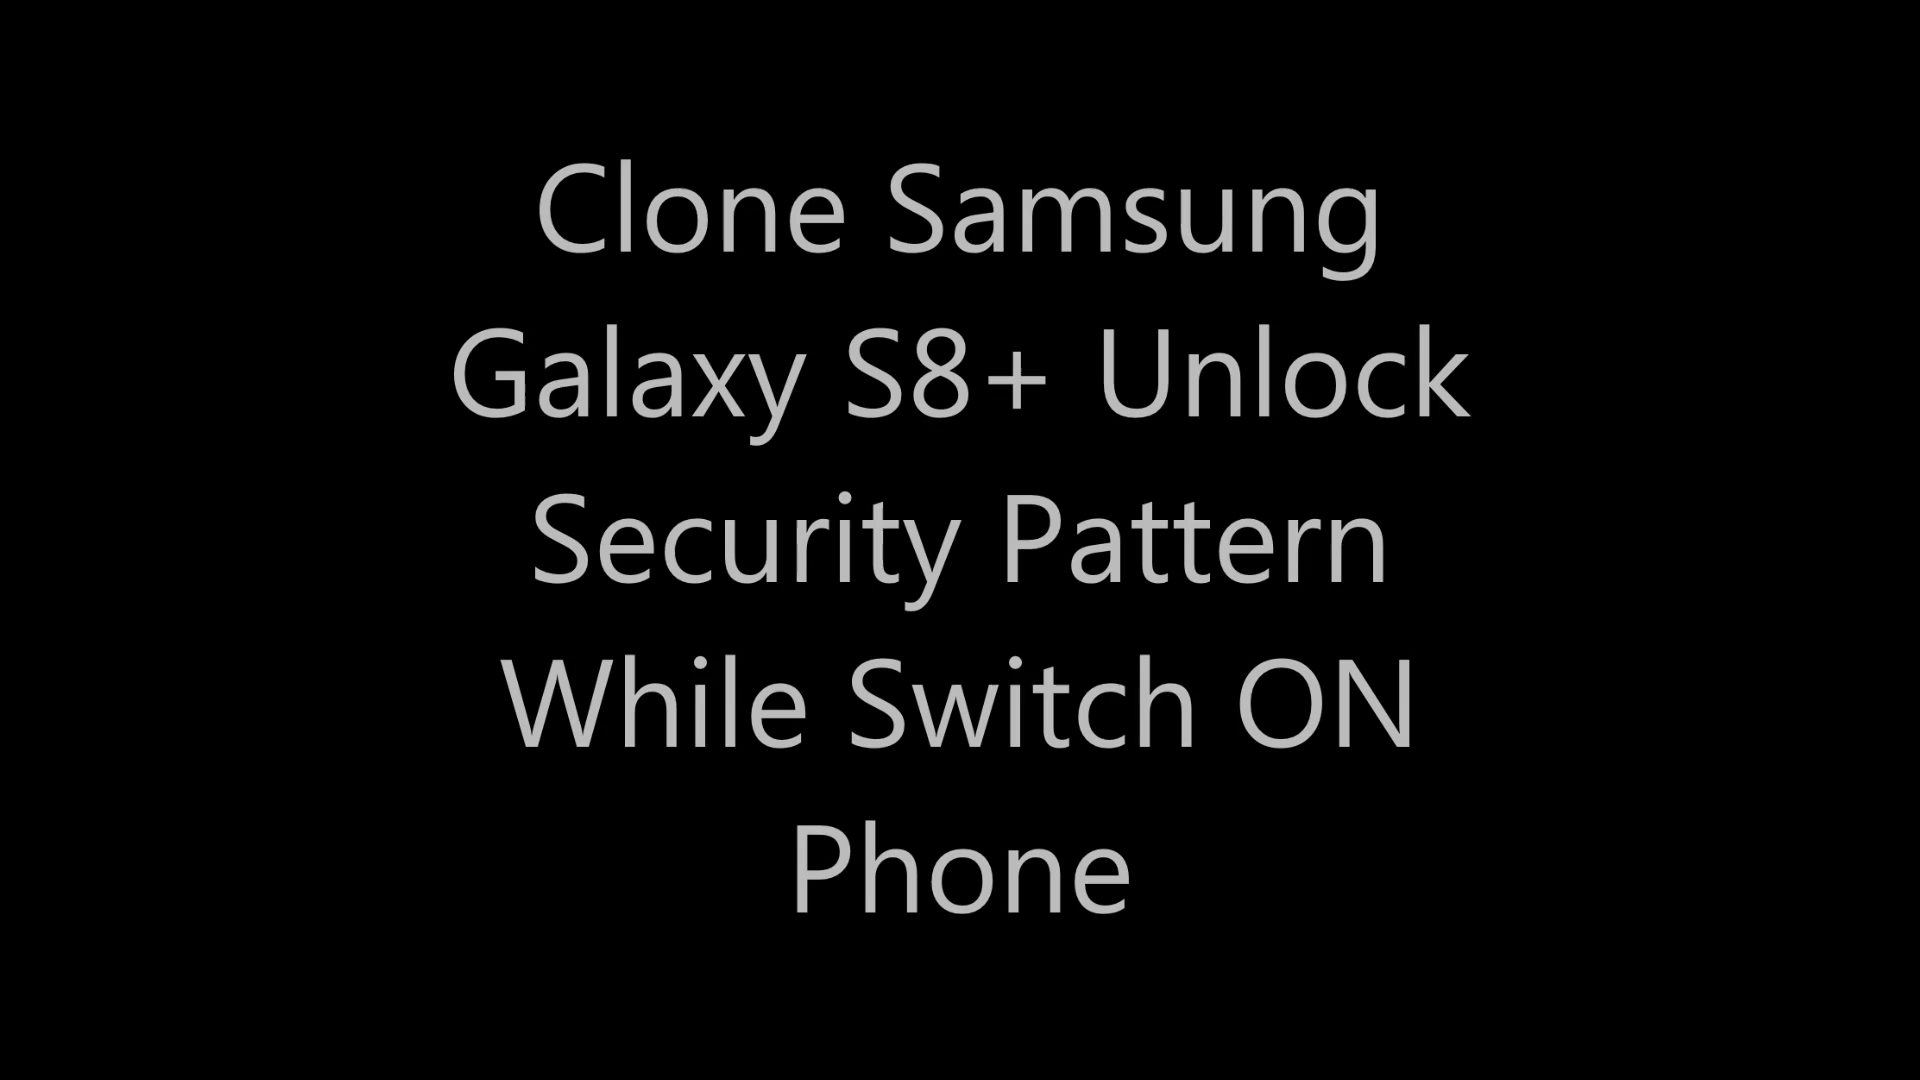 Clone Samsung
Galaxy S8+ Unlock
Security Pattern
While Switch ON
Phone